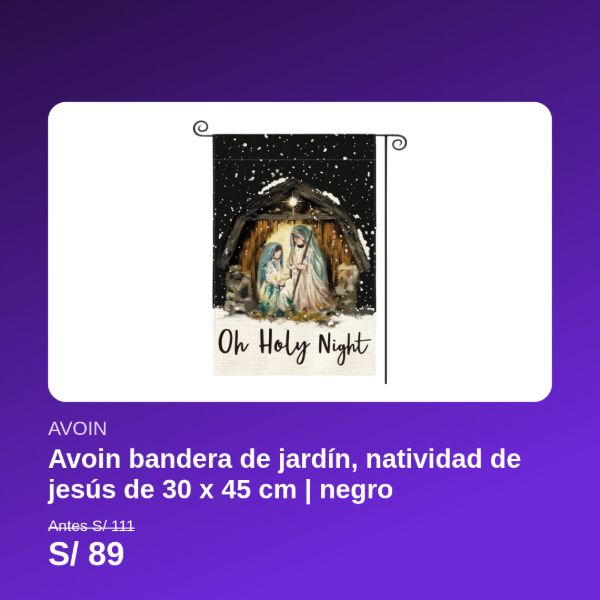 Oh Holy Night
AVOIN
Avoin bandera de jardín, natividad de
jesús de 30 x 45 cm | negro
Antes S/ 111
S/ 89